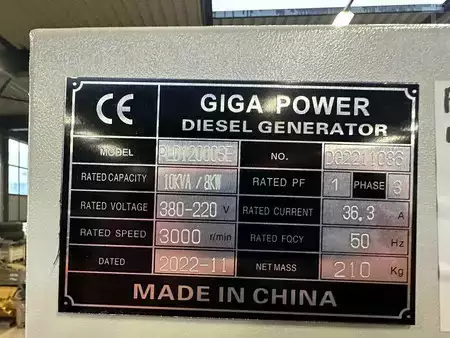 CE GIGA POWER
DIESEL GENERATOR
MODEL NO.
RATED CAPACITY 10KVA / 8KW RATED PF 1 PHASE 3
RATED VOLTAGE 380-220 V RATED CURRENT 36.3 A
RATED SPEED 3000 r/min RATED FQCY 50 Hz
DATED 2022-11 NET MASS 210 Kg
MADE IN CHINA